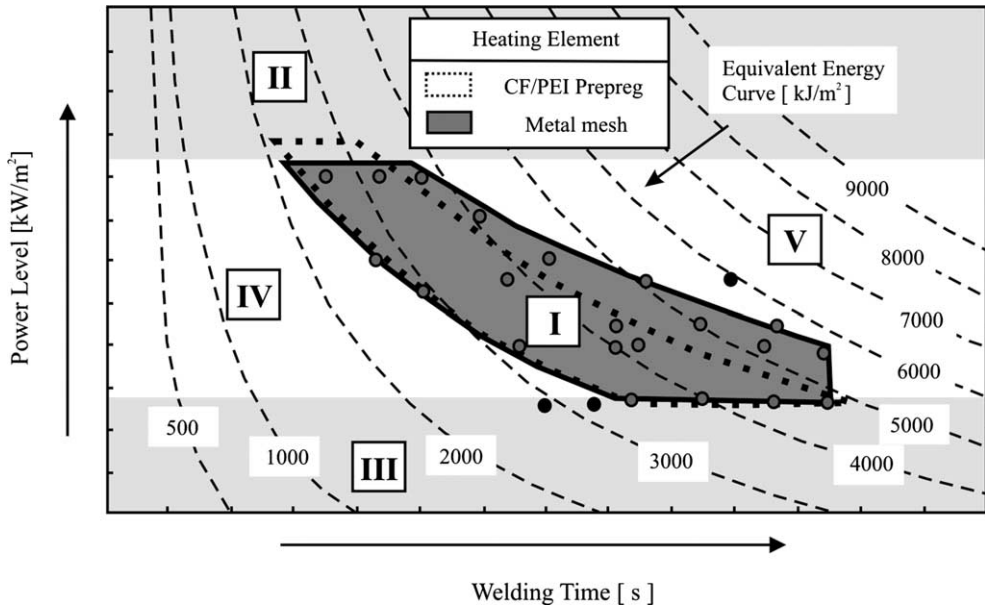 Heating Element
CF/PEI Prepreg
Metal mesh
Equivalent Energy
Curve [ kJ/m²]
II
9000
V
8000
IV
7000
I
6000
5000
500
1000
2000
3000
4000
III
Power Level [kW/m²]
Welding Time [ s ]